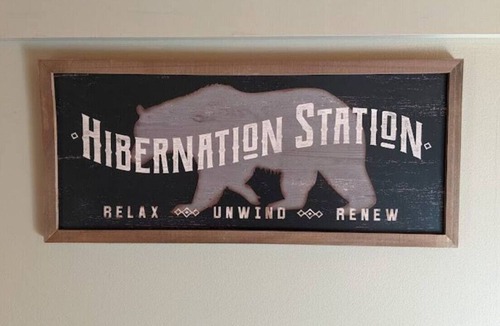 HIBERNATION STATION
RELAX UNWIND RENEW